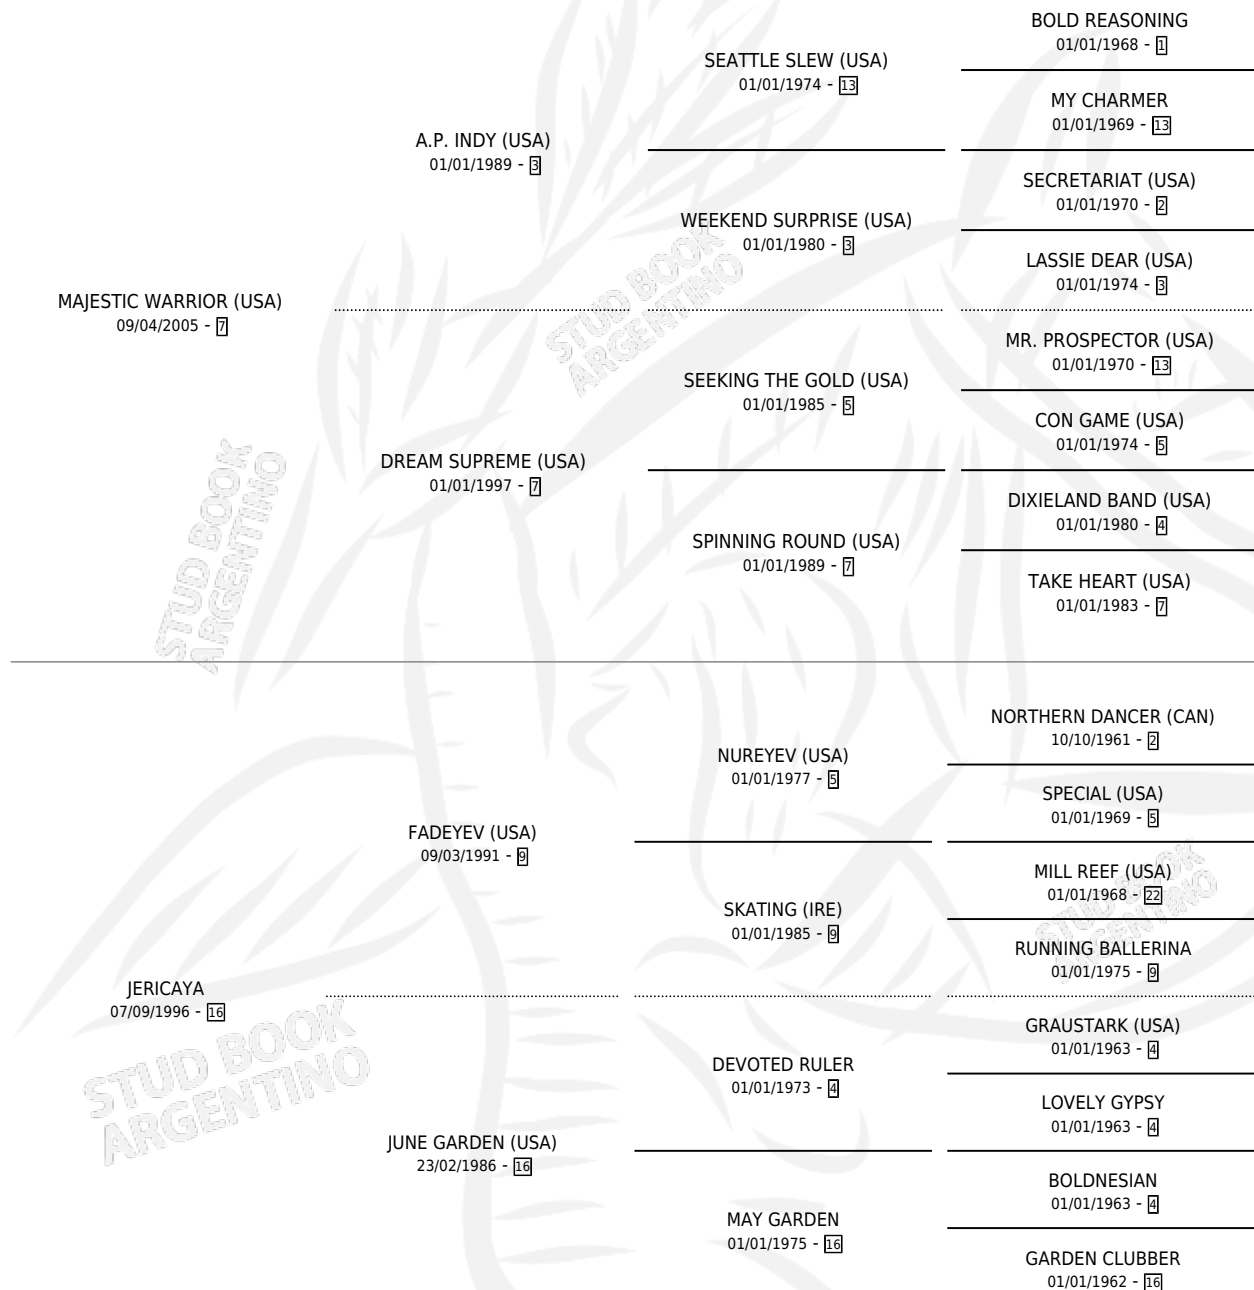 BOLD REASONING
01/01/1968 - 1
SEATTLE SLEW (USA)
01/01/1974 - 13
MY CHARMER
01/01/1969 - 13
A.P. INDY (USA)
01/01/1989 - 3
SECRETARIAT (USA)
01/01/1970 - 2
WEEKEND SURPRISE (USA)
01/01/1980 - 3
LASSIE DEAR (USA)
01/01/1974 - 3
MAJESTIC WARRIOR (USA)
09/04/2005 - 7
MR. PROSPECTOR (USA)
01/01/1970 - 13
SEEKING THE GOLD (USA)
01/01/1985 - 5
CON GAME (USA)
01/01/1974 - 5
DREAM SUPREME (USA)
01/01/1997 - 7
DIXIELAND BAND (USA)
01/01/1980 - 4
SPINNING ROUND (USA)
01/01/1989 - 7
TAKE HEART (USA)
01/01/1983 - 7
STUD BOOK
ARGENTINO
STUD BOOK
ARGENTINO
NORTHERN DANCER (CAN)
10/10/1961 - 2
NUREYEV (USA)
01/01/1977 - 5
SPECIAL (USA)
01/01/1969 - 5
FADEYEV (USA)
09/03/1991 - 9
MILL REEF (USA)
01/01/1968 - 22
SKATING (IRE)
01/01/1985 - 9
RUNNING BALLERINA
01/01/1975 - 9
STUD BOOK
ARGENTINO
JERICAYA
07/09/1996 - 16
GRAUSTARK (USA)
01/01/1963 - 4
DEVOTED RULER
01/01/1973 - 4
LOVELY GYPSY
01/01/1963 - 4
JUNE GARDEN (USA)
23/02/1986 - 16
BOLDNESIAN
01/01/1963 - 4
MAY GARDEN
01/01/1975 - 16
GARDEN CLUBBER
01/01/1962 - 16
STUD BOOK
ARGENTINO